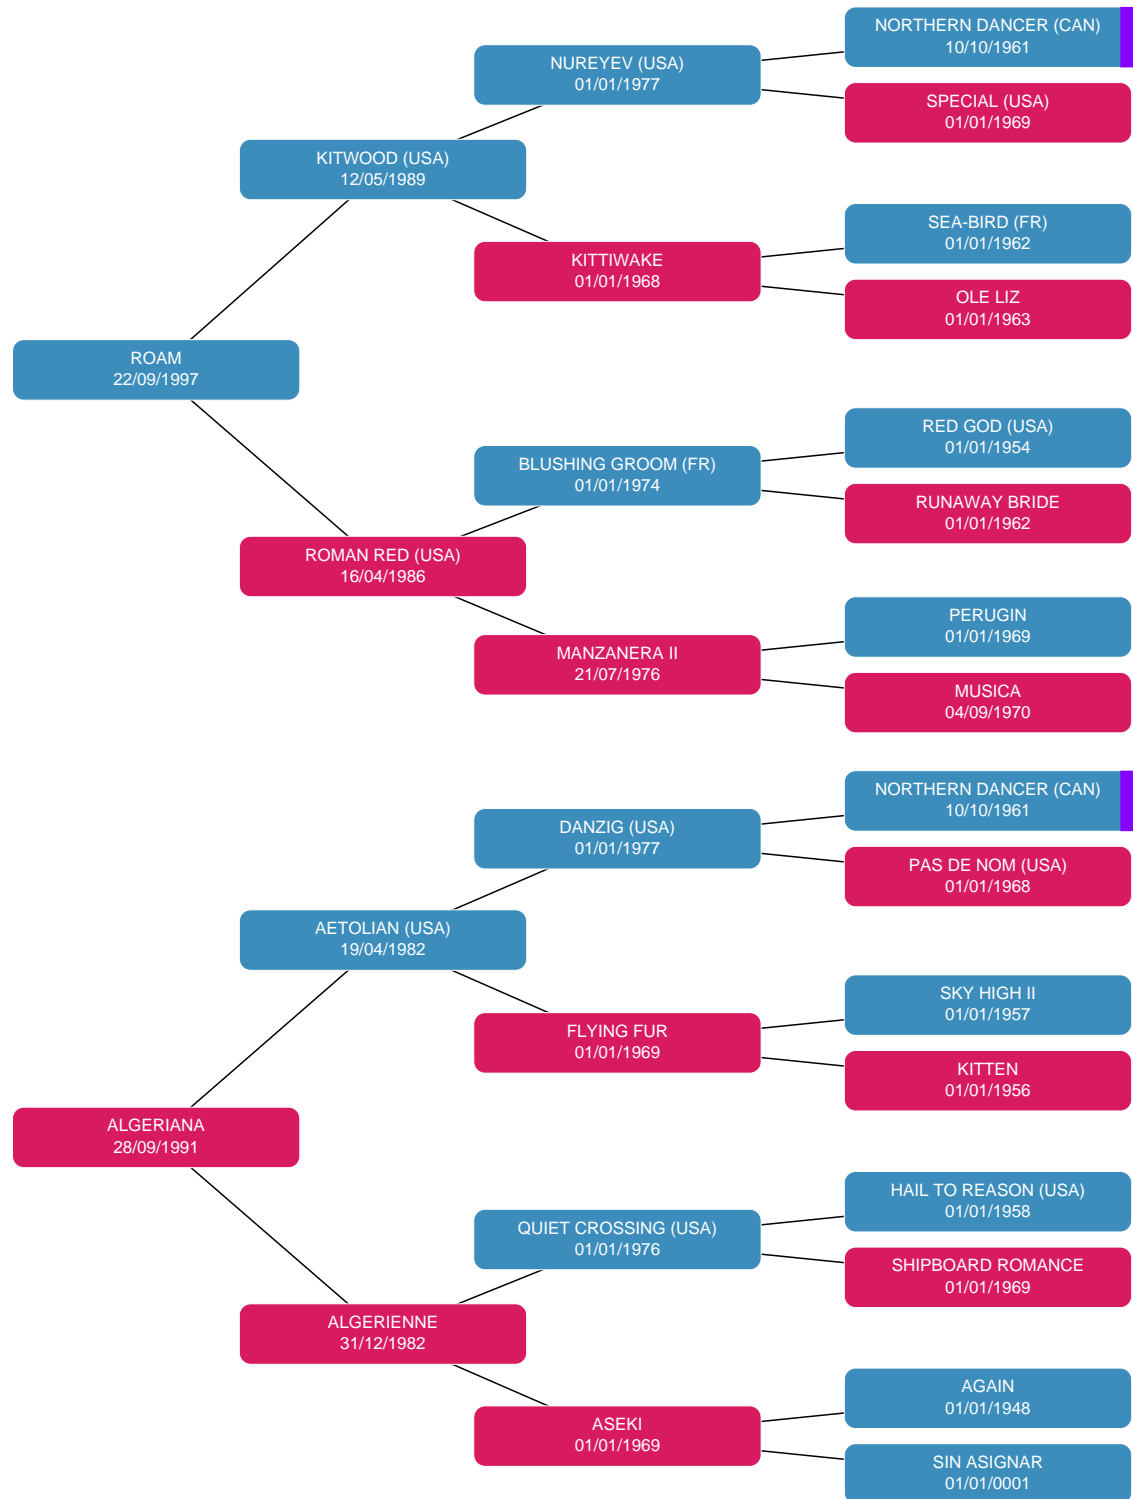 NORTHERN DANCER (CAN)
10/10/1961
NUREYEV (USA)
01/01/1977
SPECIAL (USA)
01/01/1969
KITWOOD (USA)
12/05/1989
SEA-BIRD (FR)
01/01/1962
KITTIWAKE
01/01/1968
OLE LIZ
01/01/1963
ROAM
22/09/1997
RED GOD (USA)
01/01/1954
BLUSHING GROOM (FR)
01/01/1974
RUNAWAY BRIDE
01/01/1962
ROMAN RED (USA)
16/04/1986
PERUGIN
01/01/1969
MANZANERA II
21/07/1976
MUSICA
04/09/1970
NORTHERN DANCER (CAN)
10/10/1961
DANZIG (USA)
01/01/1977
PAS DE NOM (USA)
01/01/1968
AETOLIAN (USA)
19/04/1982
SKY HIGH II
01/01/1957
FLYING FUR
01/01/1969
KITTEN
01/01/1956
ALGERIANA
28/09/1991
HAIL TO REASON (USA)
01/01/1958
QUIET CROSSING (USA)
01/01/1976
SHIPBOARD ROMANCE
01/01/1969
ALGERIENNE
31/12/1982
AGAIN
01/01/1948
ASEKI
01/01/1969
SIN ASIGNAR
01/01/0001